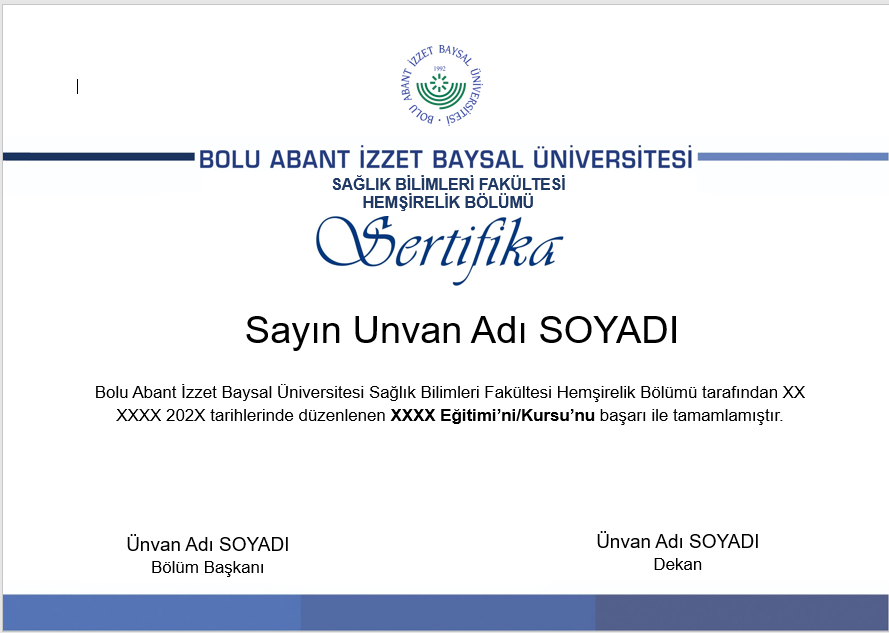 BOLU ABANT İZZET BAYSAL ÜNİVERSİTESİ
1992
BOLU ABANT İZZET BAYSAL ÜNİVERSİTESİ
SAĞLIK BİLİMLERİ FAKÜLTESİ
HEMŞİRELİK BÖLÜMÜ
Sertifika
Sayın Unvan Adı SOYADI
Bolu Abant İzzet Baysal Üniversitesi Sağlık Bilimleri Fakültesi Hemşirelik Bölümü tarafından XX
XXXX 202X tarihlerinde düzenlenen XXXX Eğitimi’ni/Kursu’nu başarı ile tamamlamıştır.
Ünvan Adı SOYADI
Bölüm Başkanı
Ünvan Adı SOYADI
Dekan